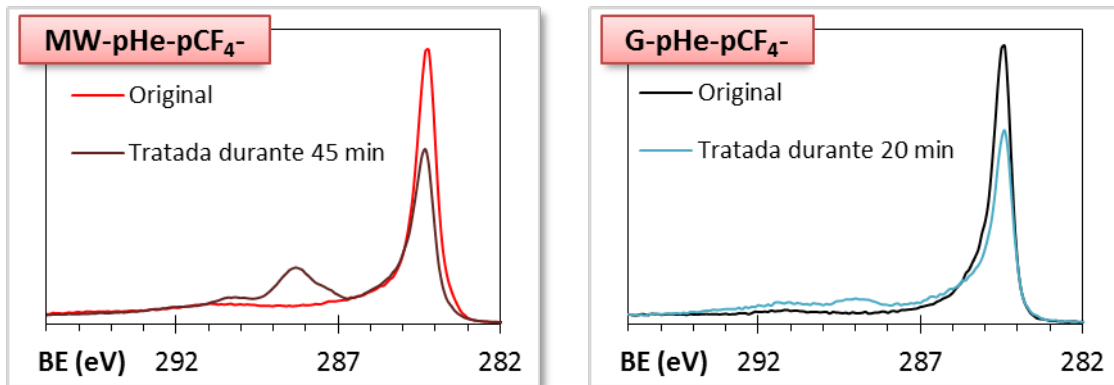 MW-pHe-pCF₄-
Original
Tratada durante 45 min
BE (eV) 292 287 282
G-pHe-pCF₄-
Original
Tratada durante 20 min
BE (eV) 292 287 282